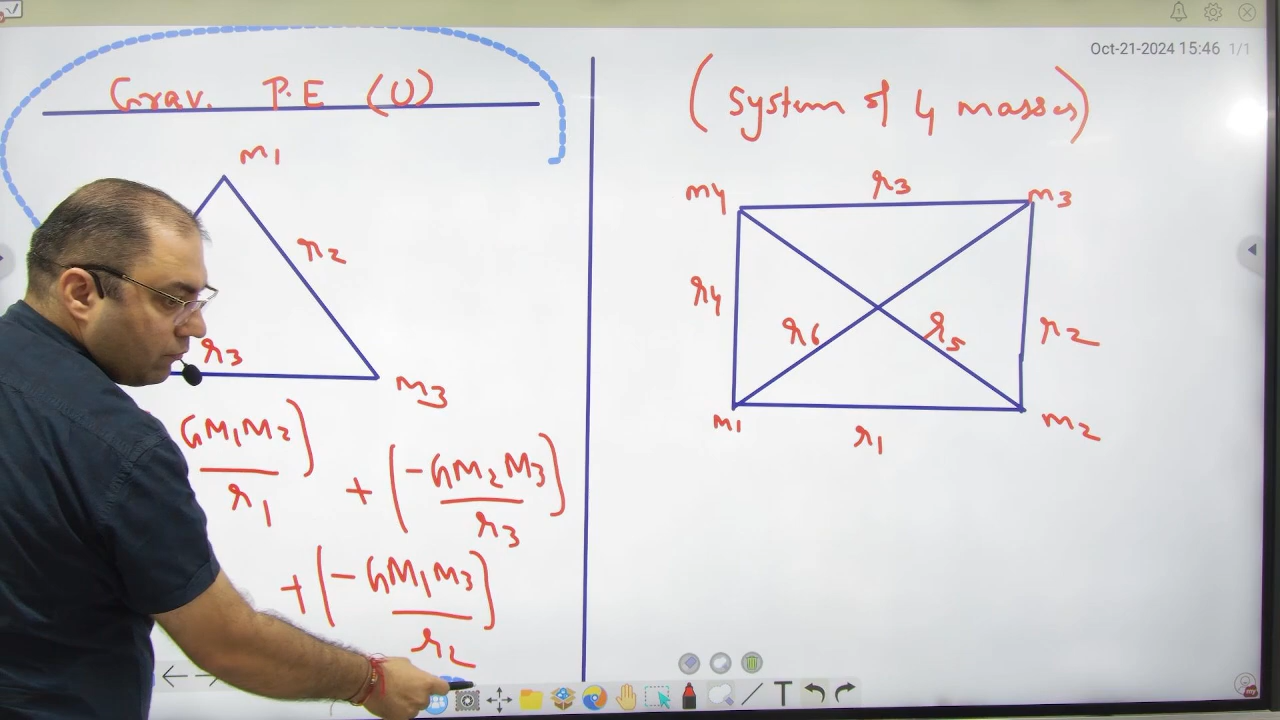 Oct-21-2024 15:46 1/1
Grav. P.E (U)
m1
r2
r3
m3
GM1M2)
r1
+ (-GM2M3)
r3
+ (-GM1M3)
r2
(System of 4 masses)
m4 r3 m3
r4 r6 r5 r2
m1 r1 m2
T